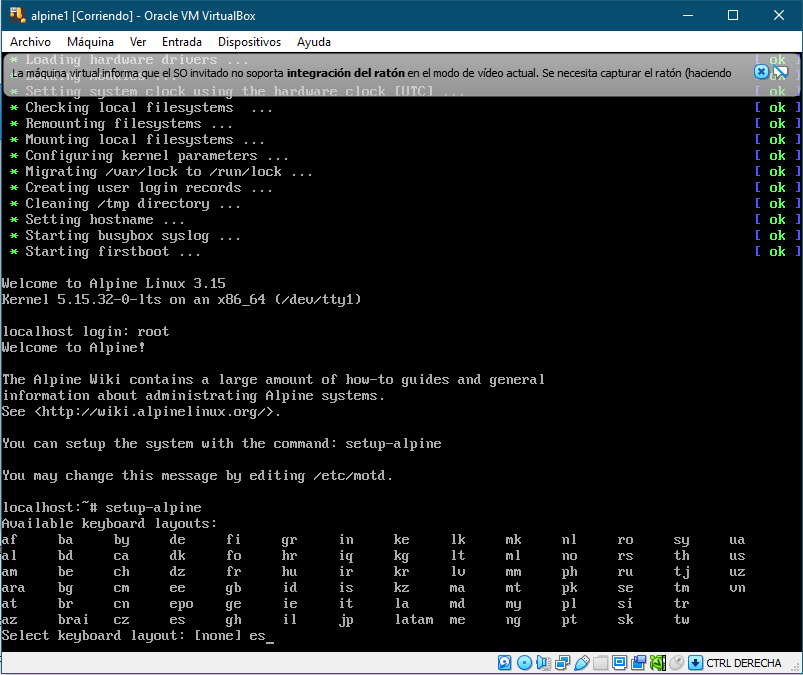 alpine1 [Corriendo] - Oracle VM VirtualBox
Archivo Máquina Ver Entrada Dispositivos Ayuda
* Loading hardware drivers ... [ ok ]
La máquina virtual informa que el SO invitado no soporta integración del ratón en el modo de vídeo actual. Se necesita capturar el ratón (haciendo
* Loading modules ... [ ok ]
* Setting system clock using the hardware clock [UTC] ... [ ok ]
* Checking local filesystems  ... [ ok ]
* Remounting filesystems ... [ ok ]
* Mounting local filesystems ... [ ok ]
* Configuring kernel parameters ... [ ok ]
* Migrating /var/lock to /run/lock ... [ ok ]
* Creating user login records ... [ ok ]
* Cleaning /tmp directory ... [ ok ]
* Setting hostname ... [ ok ]
* Starting busybox syslog ... [ ok ]
* Starting firstboot ... [ ok ]
Welcome to Alpine Linux 3.15
Kernel 5.15.32-0-lts on an x86_64 (/dev/tty1)
localhost login: root
Welcome to Alpine!
The Alpine Wiki contains a large amount of how-to guides and general
information about administrating Alpine systems.
See <http://wiki.alpinelinux.org/>.
You can setup the system with the command: setup-alpine
You may change this message by editing /etc/motd.
localhost:~# setup-alpine
Available keyboard layouts:
af ba by de fi gr in ke lk mk nl ro sy ua
al bd ca dk fo hr iq kg lt ml no rs th us
am be ch dz fr hu ir kr lv mm ph ru tj uz
ara bg cm ee gb id is kz ma mt pk se tm vn
at br cn epo ge ie it la md my pl si tr
az brai cz es gh il jp latam me ng pt sk tw
Select keyboard layout: [none] es_
CTRL DERECHA